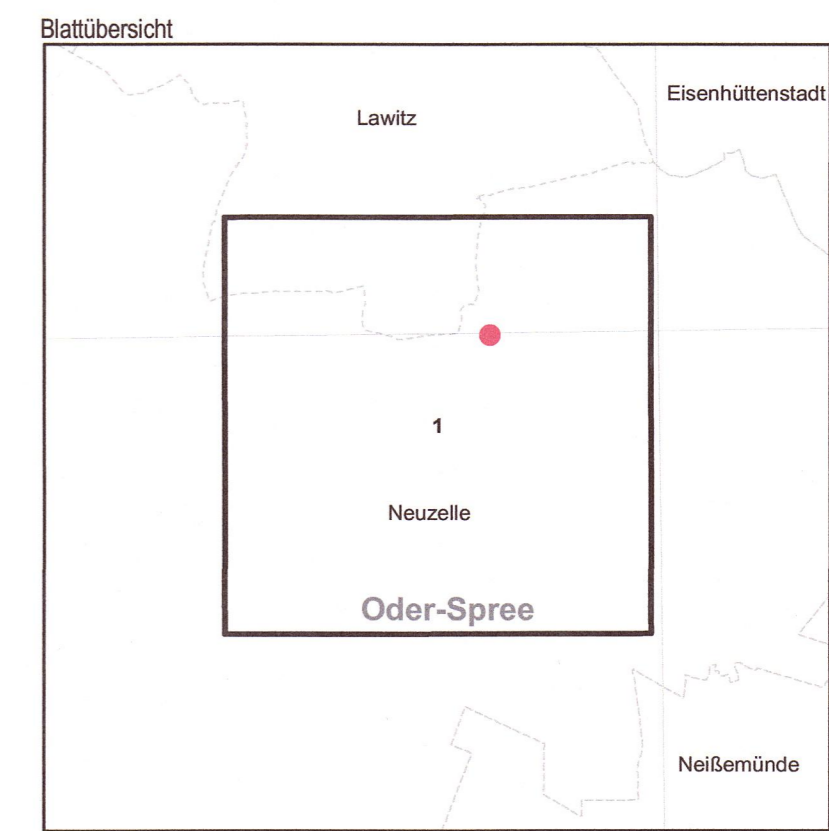 Blattübersicht
Eisenhüttenstadt
Lawitz
1
Neuzelle
Oder-Spree
Neißemünde